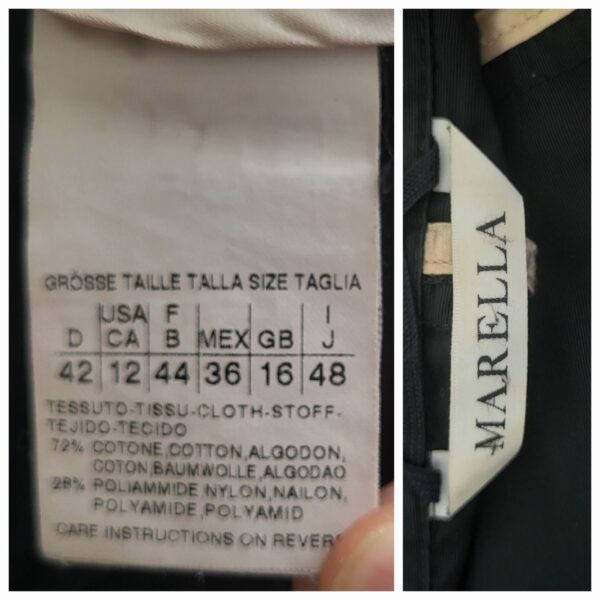 GRÖSSE TAILLE TALLA SIZE TAGLIA
USA F I
D CA B MEX GB J
42 12 44 36 16 48
TESSUTO-TISSU-CLOTH-STOFF-
TEJIDO-TECIDO
72% COTONE,COTTON,ALGODON,
COTON,BAUMWOLLE,ALGODAO
28% POLIAMMIDE,NYLON,NAILON,
POLYAMIDE,POLYAMID
CARE INSTRUCTIONS ON REVERS
MARELLA